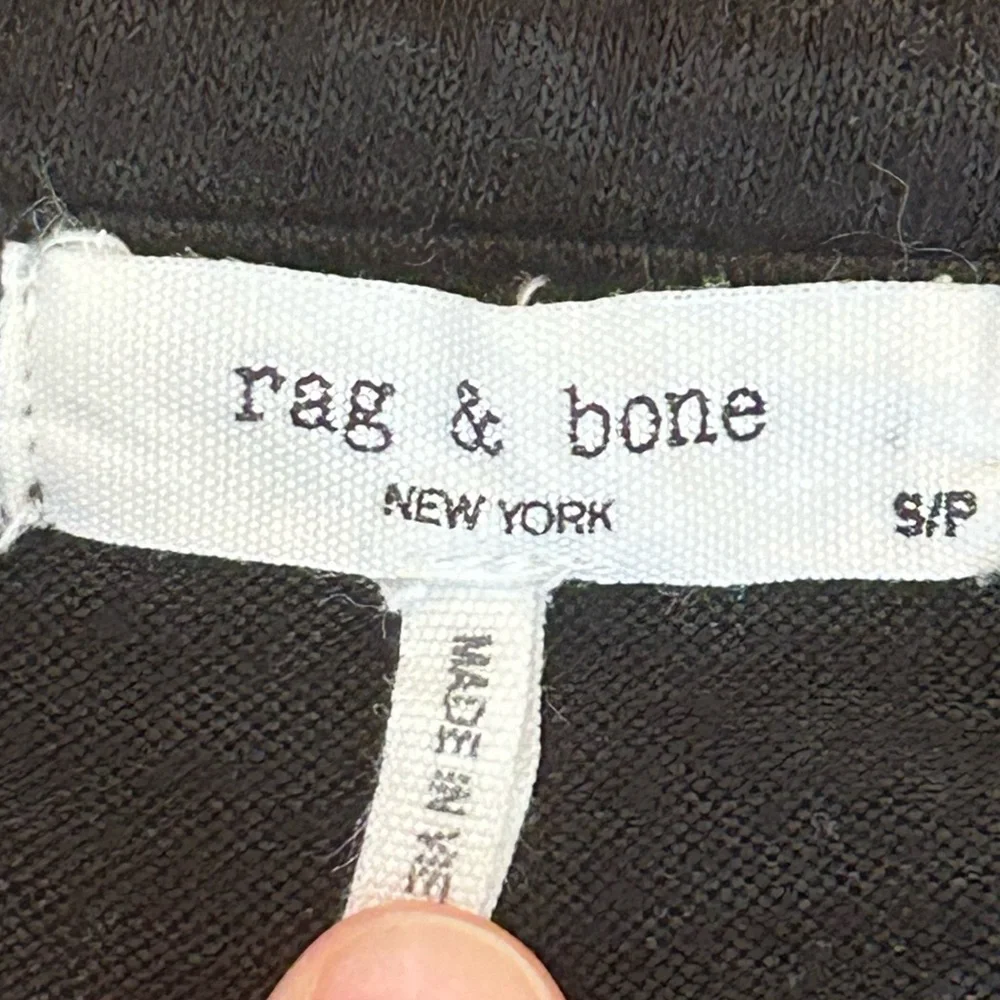 rag & bone
NEW YORK
S/P
MADE IN